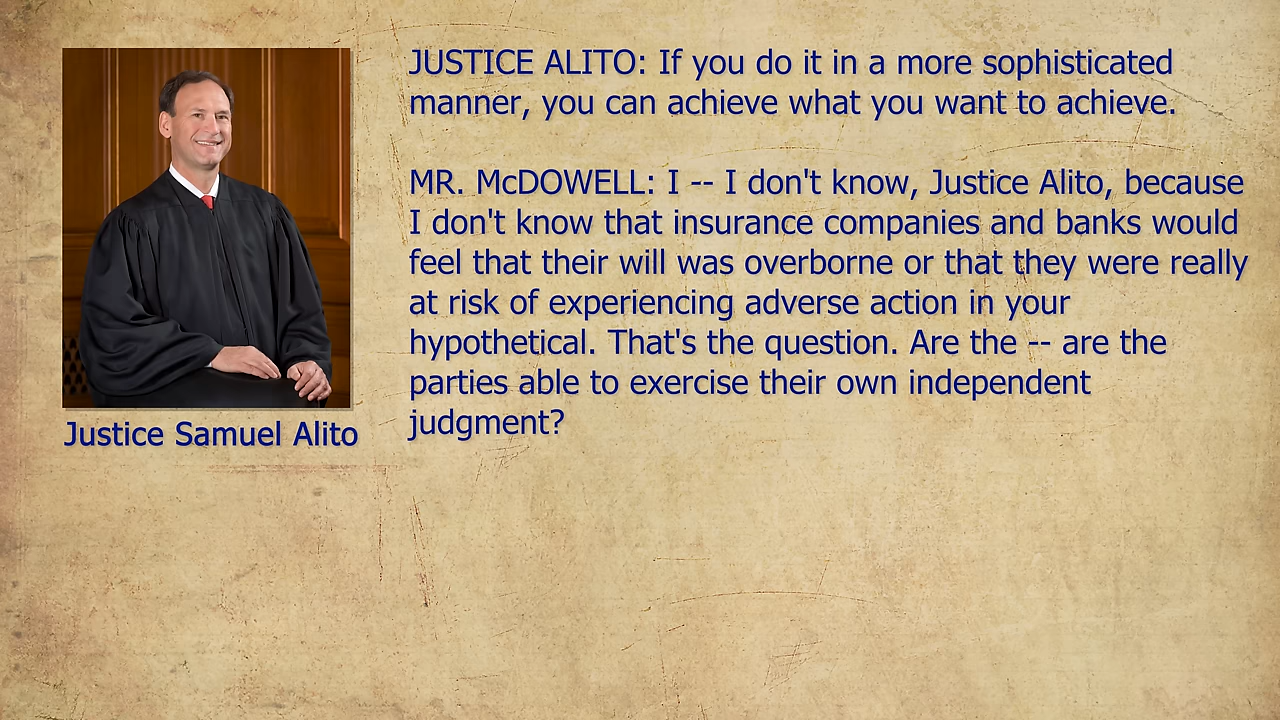 JUSTICE ALITO: If you do it in a more sophisticated
manner, you can achieve what you want to achieve.
MR. McDOWELL: I -- I don't know, Justice Alito, because
I don't know that insurance companies and banks would
feel that their will was overborne or that they were really
at risk of experiencing adverse action in your
hypothetical. That's the question. Are the -- are the
parties able to exercise their own independent
judgment?
Justice Samuel Alito